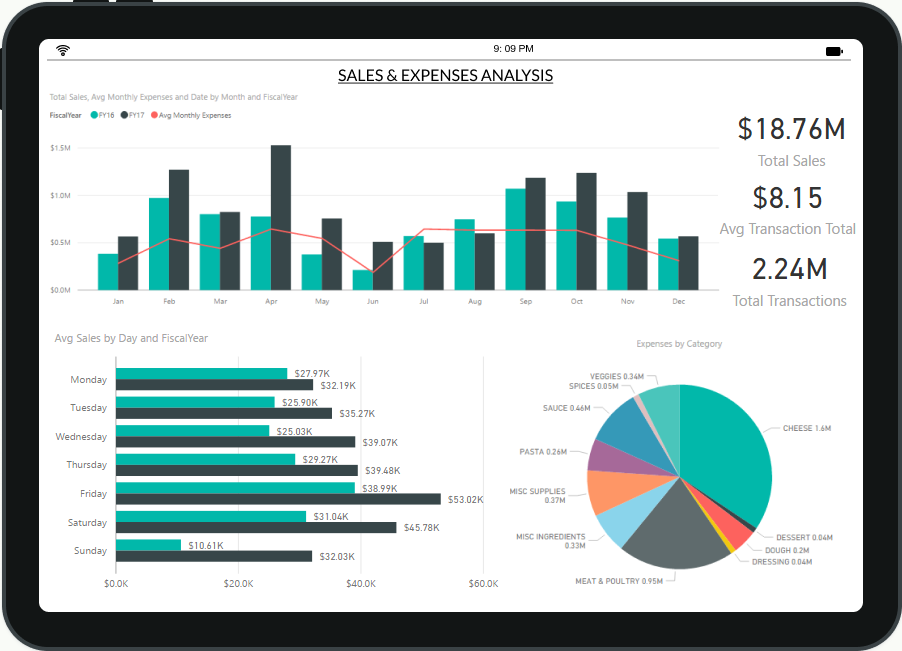 9: 09 PM
SALES & EXPENSES ANALYSIS
Total Sales, Avg Monthly Expenses and Date by Month and FiscalYear
FiscalYear FY16 FY17 Avg Monthly Expenses
$1.5M
$1.0M
$0.5M
$0.0M
Jan Feb Mar Apr May Jun Jul Aug Sep Oct Nov Dec
$18.76M
Total Sales
$8.15
Avg Transaction Total
2.24M
Total Transactions
Avg Sales by Day and FiscalYear
Monday
$27.97K
$32.19K
Tuesday
$25.90K
$35.27K
Wednesday
$25.03K
$39.07K
Thursday
$29.27K
$39.48K
Friday
$38.99K
$53.02K
Saturday
$31.04K
$45.78K
Sunday
$10.61K
$32.03K
$0.0K $20.0K $40.0K $60.0K
Expenses by Category
VEGGIES 0.34M
SPICES 0.05M
SAUCE 0.46M
CHEESE 1.6M
PASTA 0.26M
MISC SUPPLIES
0.37M
MISC INGREDIENTS
0.33M
DESSERT 0.04M
DOUGH 0.2M
DRESSING 0.04M
MEAT & POULTRY 0.95M